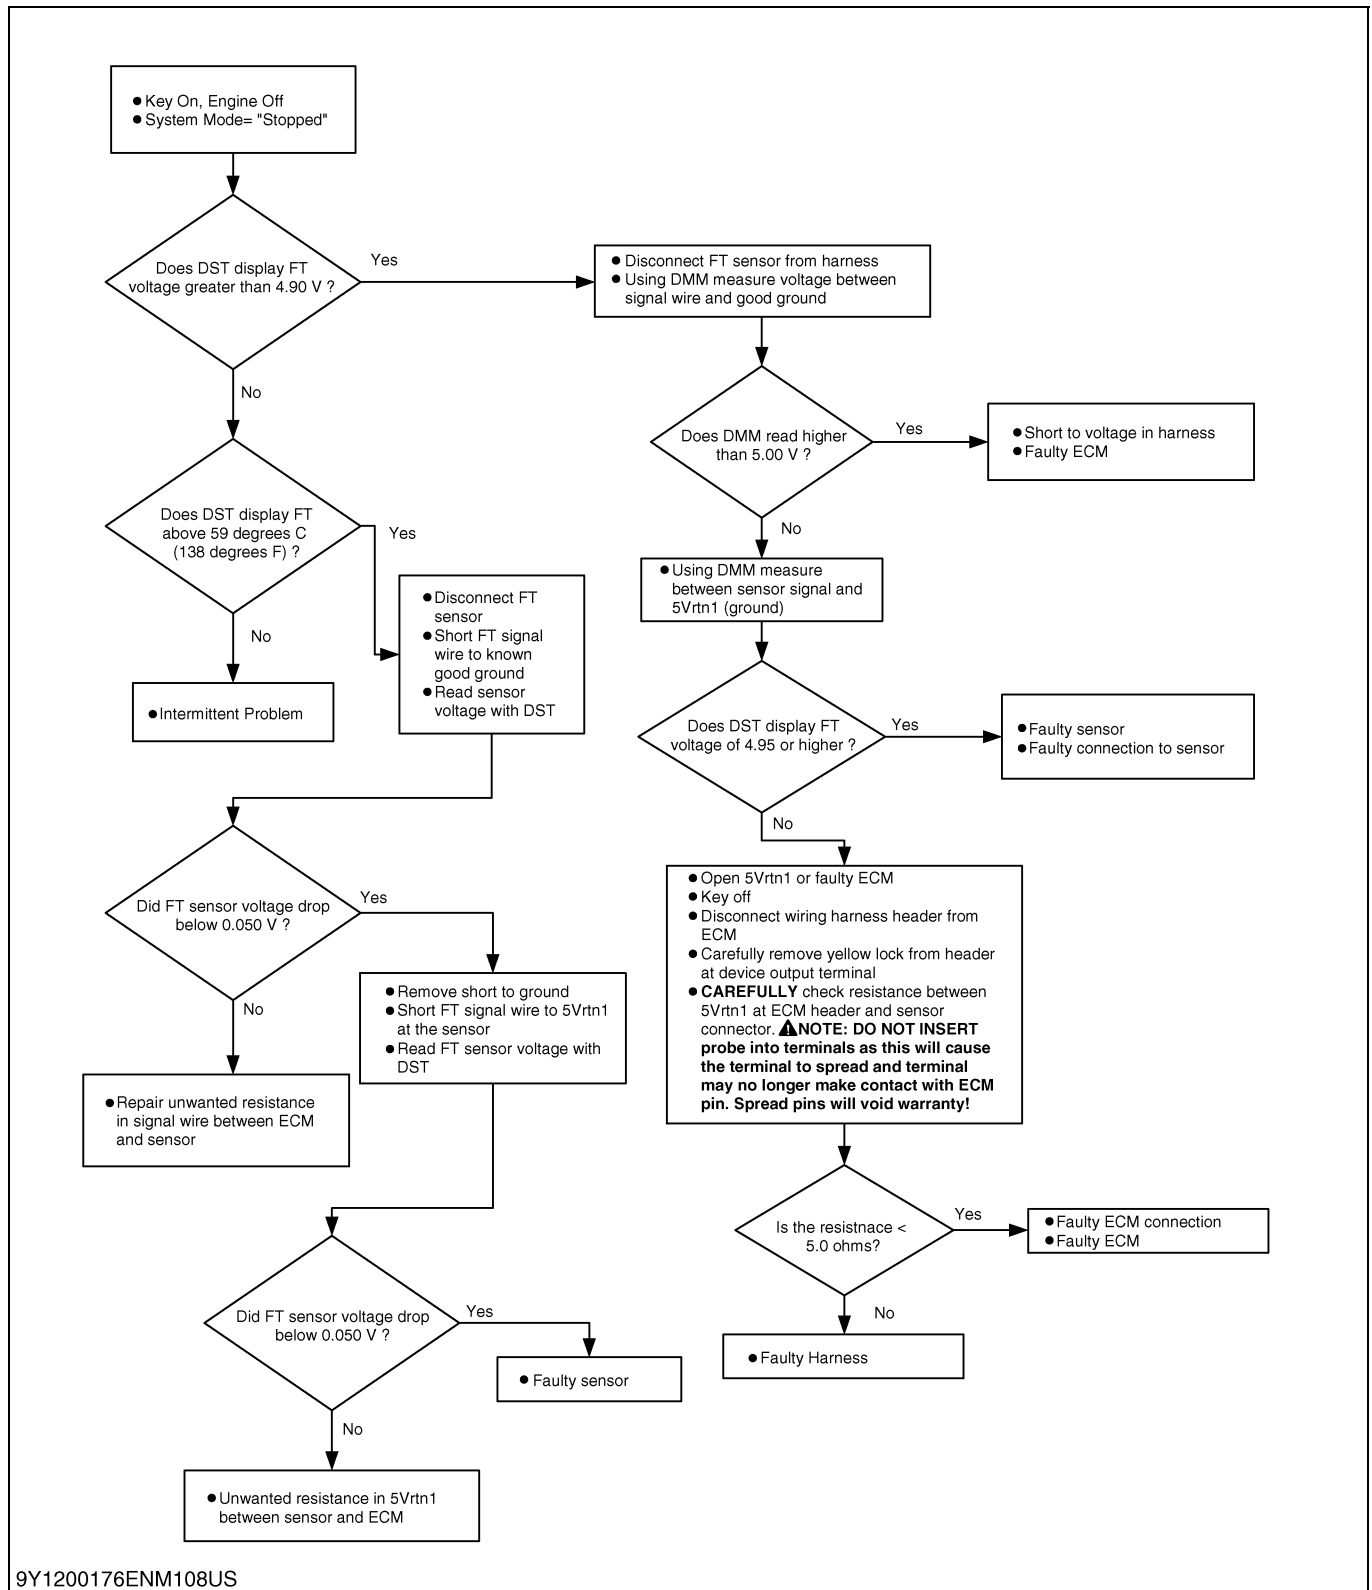 ● Key On, Engine Off
● System Mode= "Stopped"
Does DST display FT
voltage greater than 4.90 V ?
Yes
No
● Disconnect FT sensor from harness
● Using DMM measure voltage between
signal wire and good ground
Does DMM read higher
than 5.00 V ?
Yes
● Short to voltage in harness
● Faulty ECM
No
Does DST display FT
above 59 degrees C
(138 degrees F) ?
Yes
No
● Intermittent Problem
● Disconnect FT
sensor
● Short FT signal
wire to known
good ground
● Read sensor
voltage with DST
● Using DMM measure
between sensor signal and
5Vrtn1 (ground)
Does DST display FT
voltage of 4.95 or higher ?
Yes
● Faulty sensor
● Faulty connection to sensor
No
Did FT sensor voltage drop
below 0.050 V ?
Yes
No
● Repair unwanted resistance
in signal wire between ECM
and sensor
● Remove short to ground
● Short FT signal wire to 5Vrtn1
at the sensor
● Read FT sensor voltage with
DST
● Open 5Vrtn1 or faulty ECM
● Key off
● Disconnect wiring harness header from
ECM
● Carefully remove yellow lock from header
at device output terminal
● CAREFULLY check resistance between
5Vrtn1 at ECM header and sensor
connector. ⚠NOTE: DO NOT INSERT
probe into terminals as this will cause
the terminal to spread and terminal
may no longer make contact with ECM
pin. Spread pins will void warranty!
Is the resistnace <
5.0 ohms?
Yes
● Faulty ECM connection
● Faulty ECM
No
● Faulty Harness
Did FT sensor voltage drop
below 0.050 V ?
Yes
● Faulty sensor
No
● Unwanted resistance in 5Vrtn1
between sensor and ECM
9Y1200176ENM108US